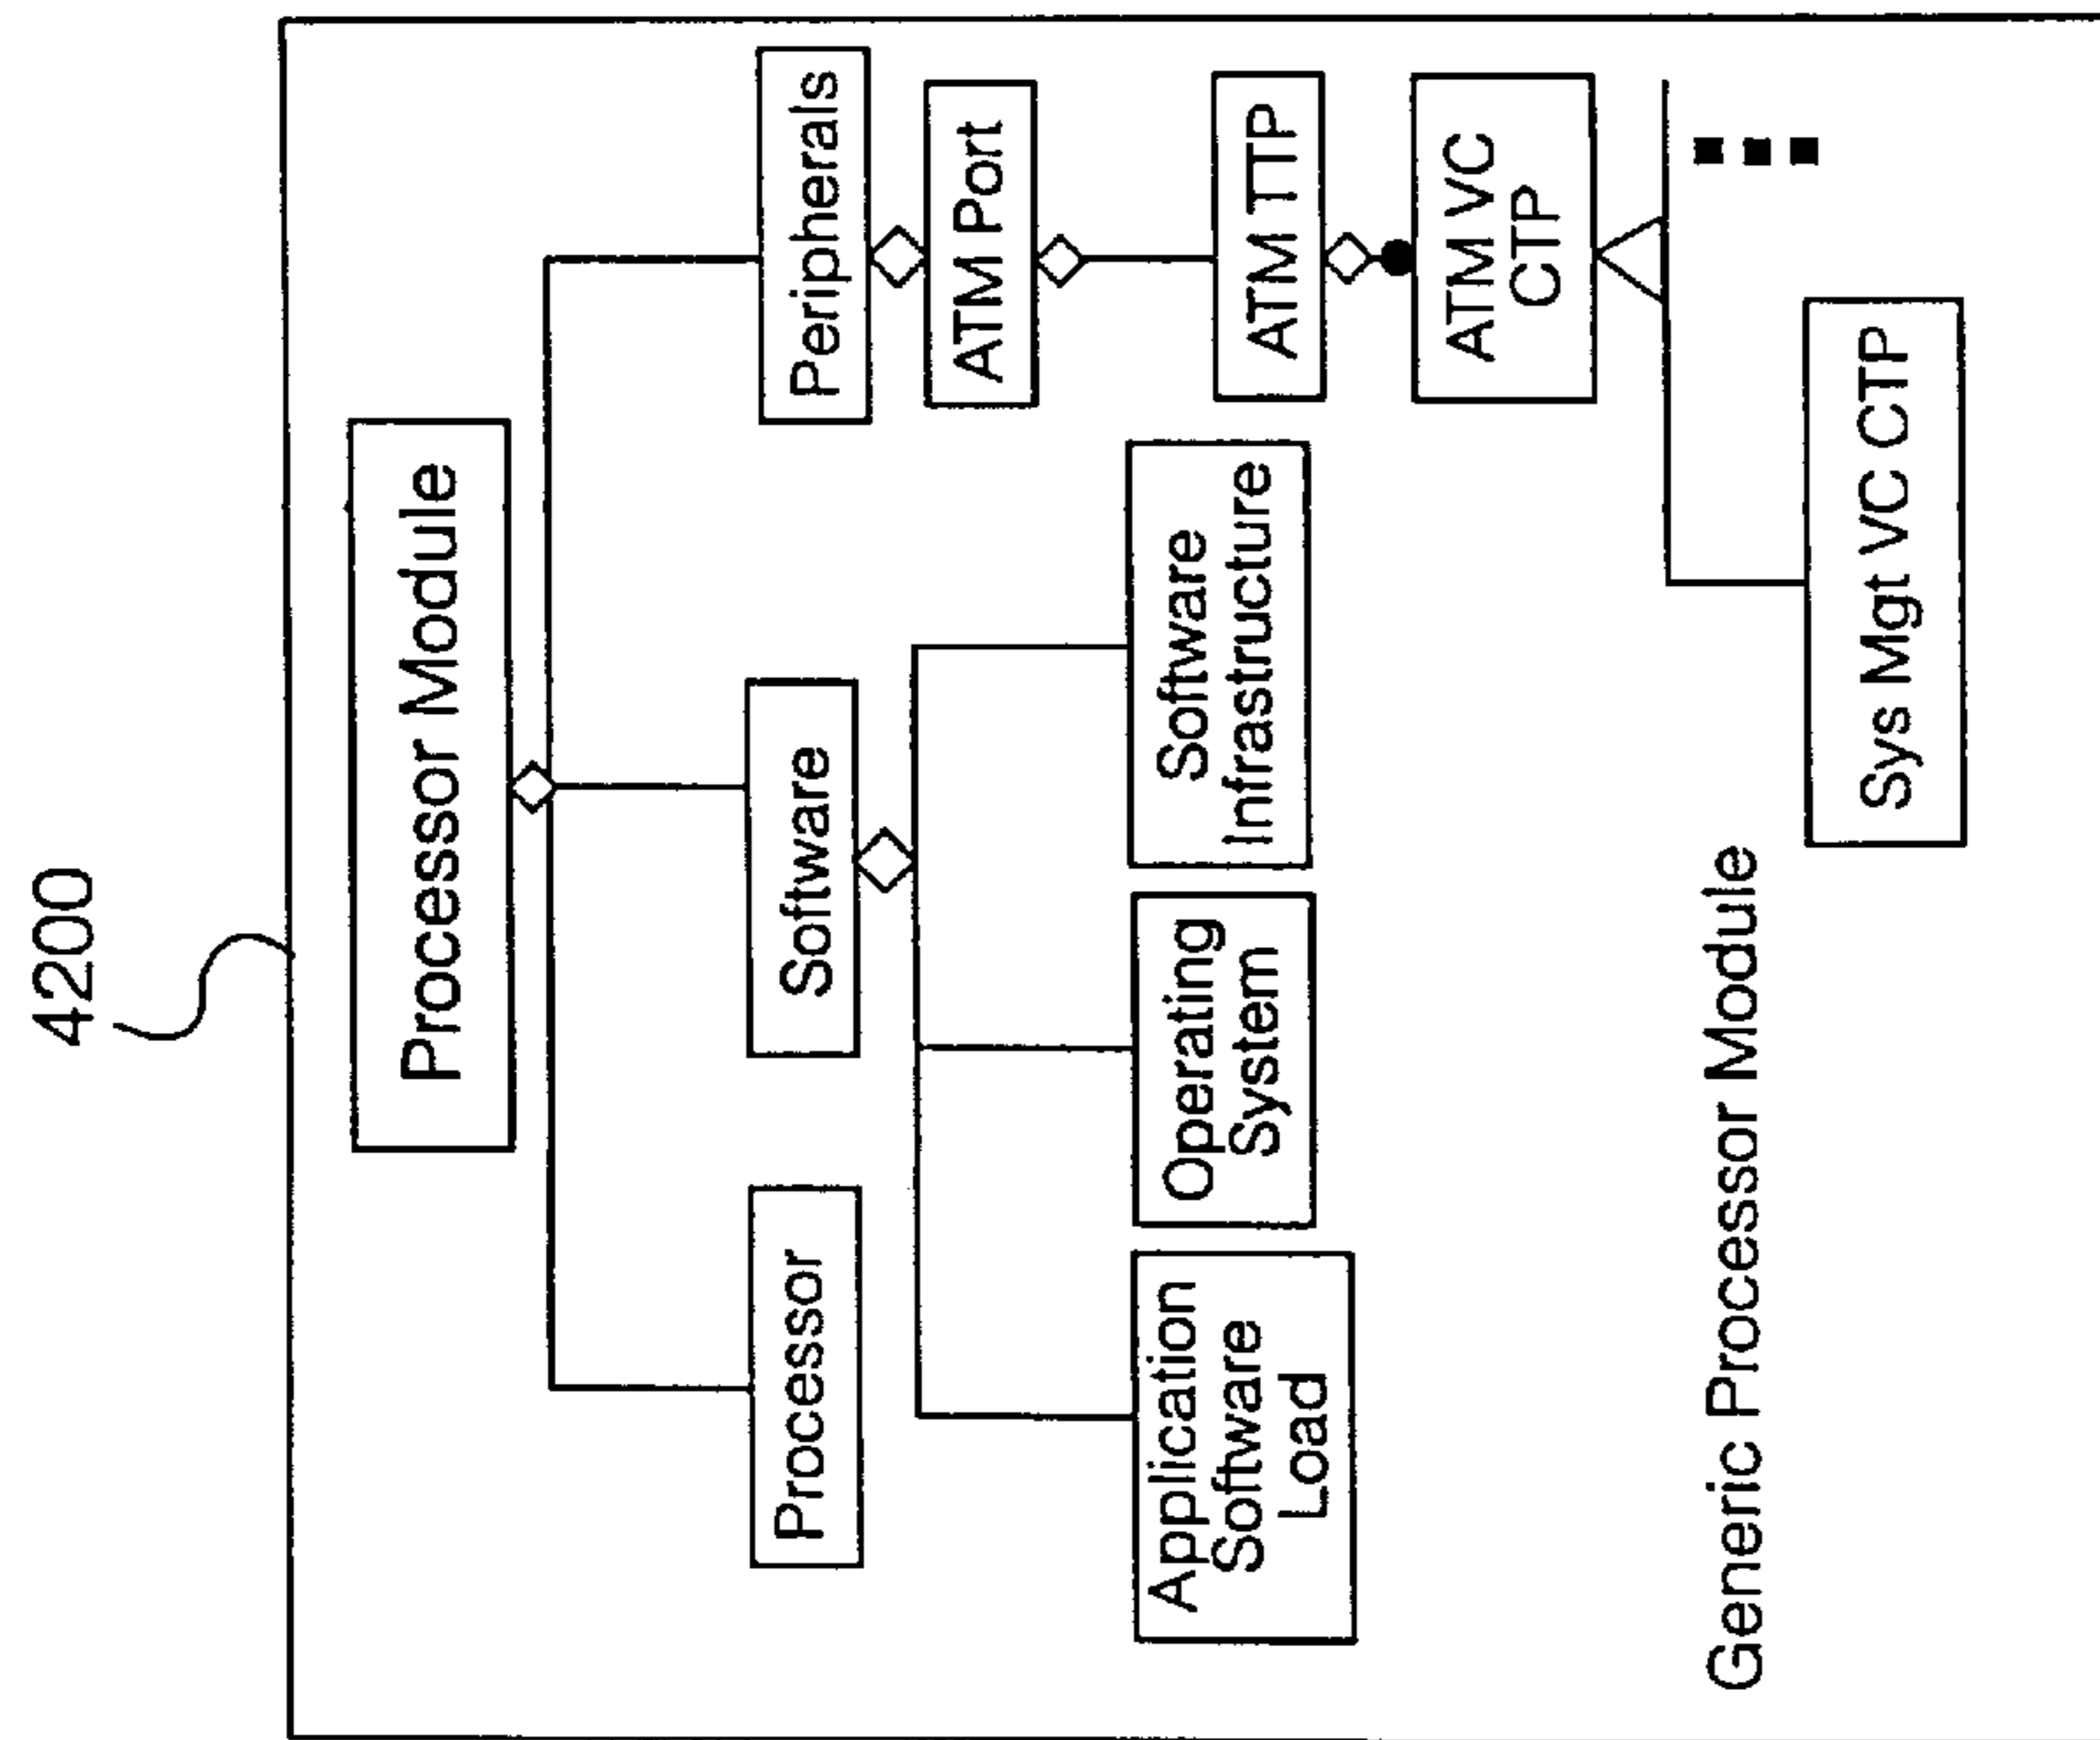 4200
Processor Module
Processor
Software
Peripherals
ATM Port
Application
Software
Load
Operating
System
Software
Infrastructure
ATM TTP
ATM VC
CTP
Sys Mgt VC CTP
Generic Processor Module